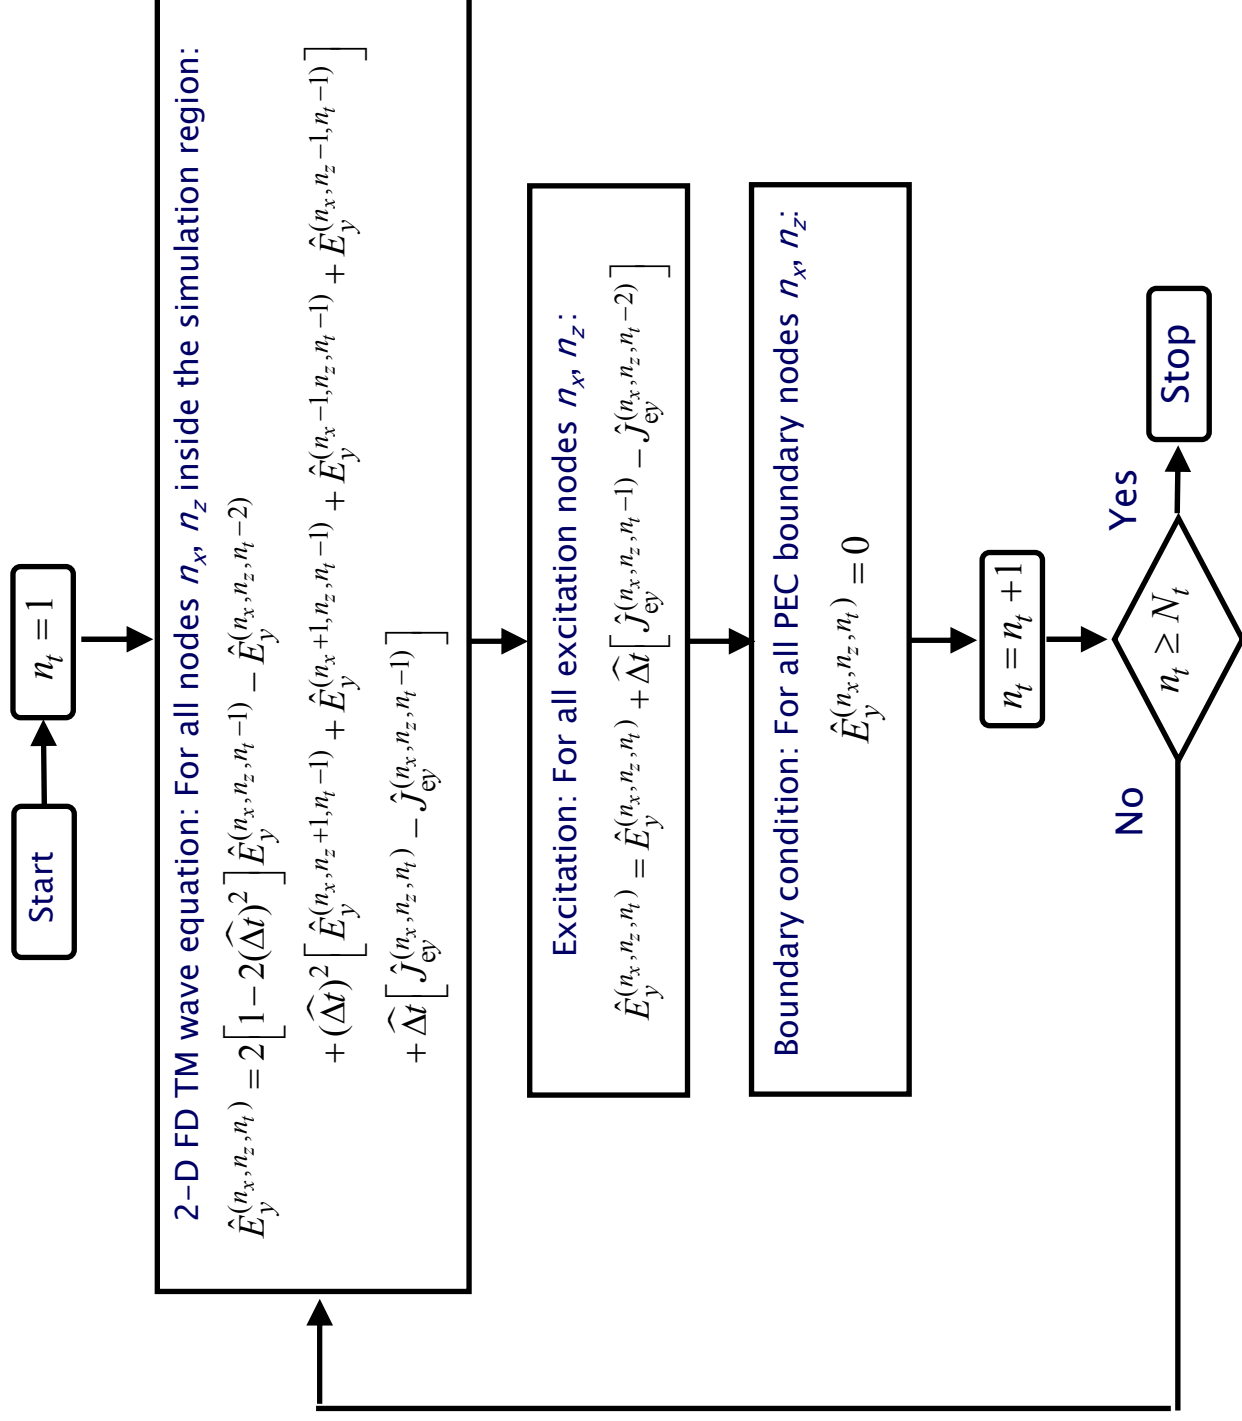 Start
n_t = 1
2-D FD TM wave equation: For all nodes n_x, n_z inside the simulation region:
Ê_y^(n_x, n_z, n_t) = 2[1 − 2(Δ̂t)²] Ê_y^(n_x, n_z, n_t−1) − Ê_y^(n_x, n_z, n_t−2)
+ (Δ̂t)² [Ê_y^(n_x, n_z+1, n_t−1) + Ê_y^(n_x+1, n_z, n_t−1) + Ê_y^(n_x−1, n_z, n_t−1) + Ê_y^(n_x, n_z−1, n_t−1)]
+ Δ̂t [Ĵ_ey^(n_x, n_z, n_t) − Ĵ_ey^(n_x, n_z, n_t−1)]
Excitation: For all excitation nodes n_x, n_z:
Ê_y^(n_x, n_z, n_t) = Ê_y^(n_x, n_z, n_t) + Δ̂t [Ĵ_ey^(n_x, n_z, n_t−1) − Ĵ_ey^(n_x, n_z, n_t−2)]
Boundary condition: For all PEC boundary nodes n_x, n_z:
Ê_y^(n_x, n_z, n_t) = 0
n_t = n_t + 1
n_t ≥ N_t
No
Yes
Stop